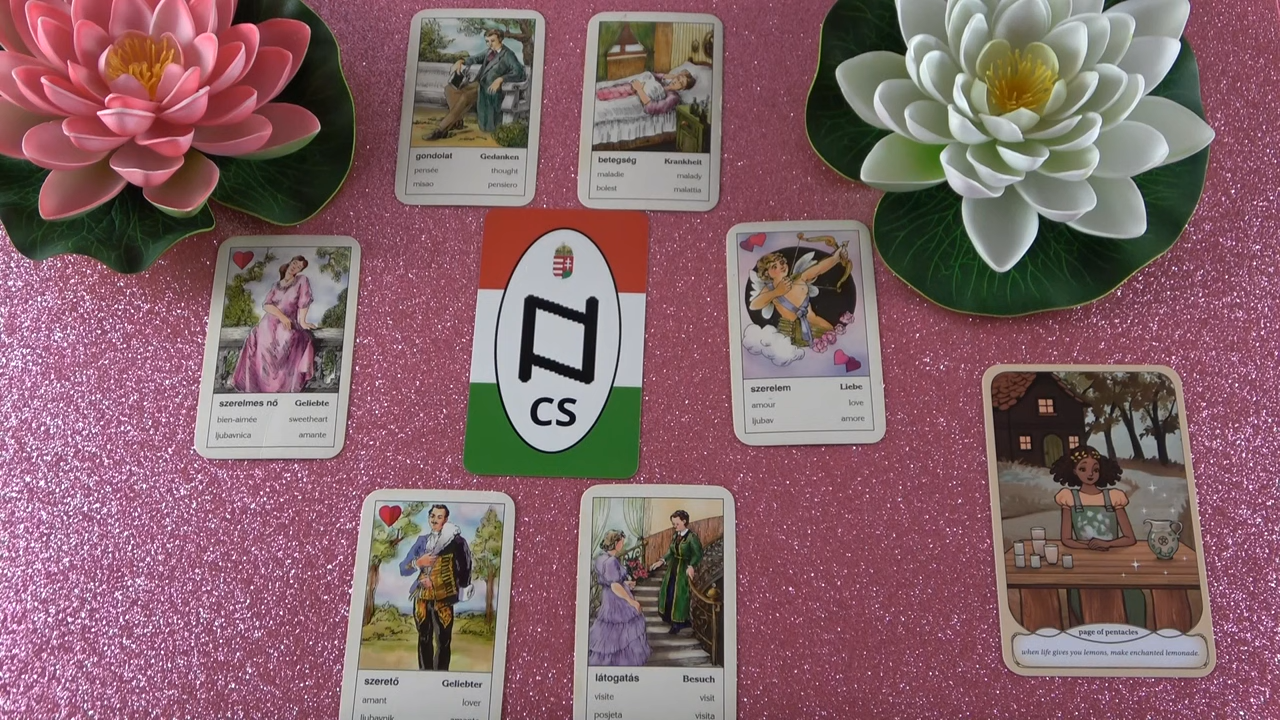 gondolat Gedanken
pensée thought
misao pensiero
betegség Krankheit
maladie malady
bolest malattia
szerelmes nő Geliebte
bien-aimée sweetheart
ljubavnica amante
CS
szerelem Liebe
amour love
ljubav amore
szerető Geliebter
amant lover
ljubavnik
látogatás Besuch
visite visit
posjeta visita
page of pentacles
when life gives you lemons, make enchanted lemonade.